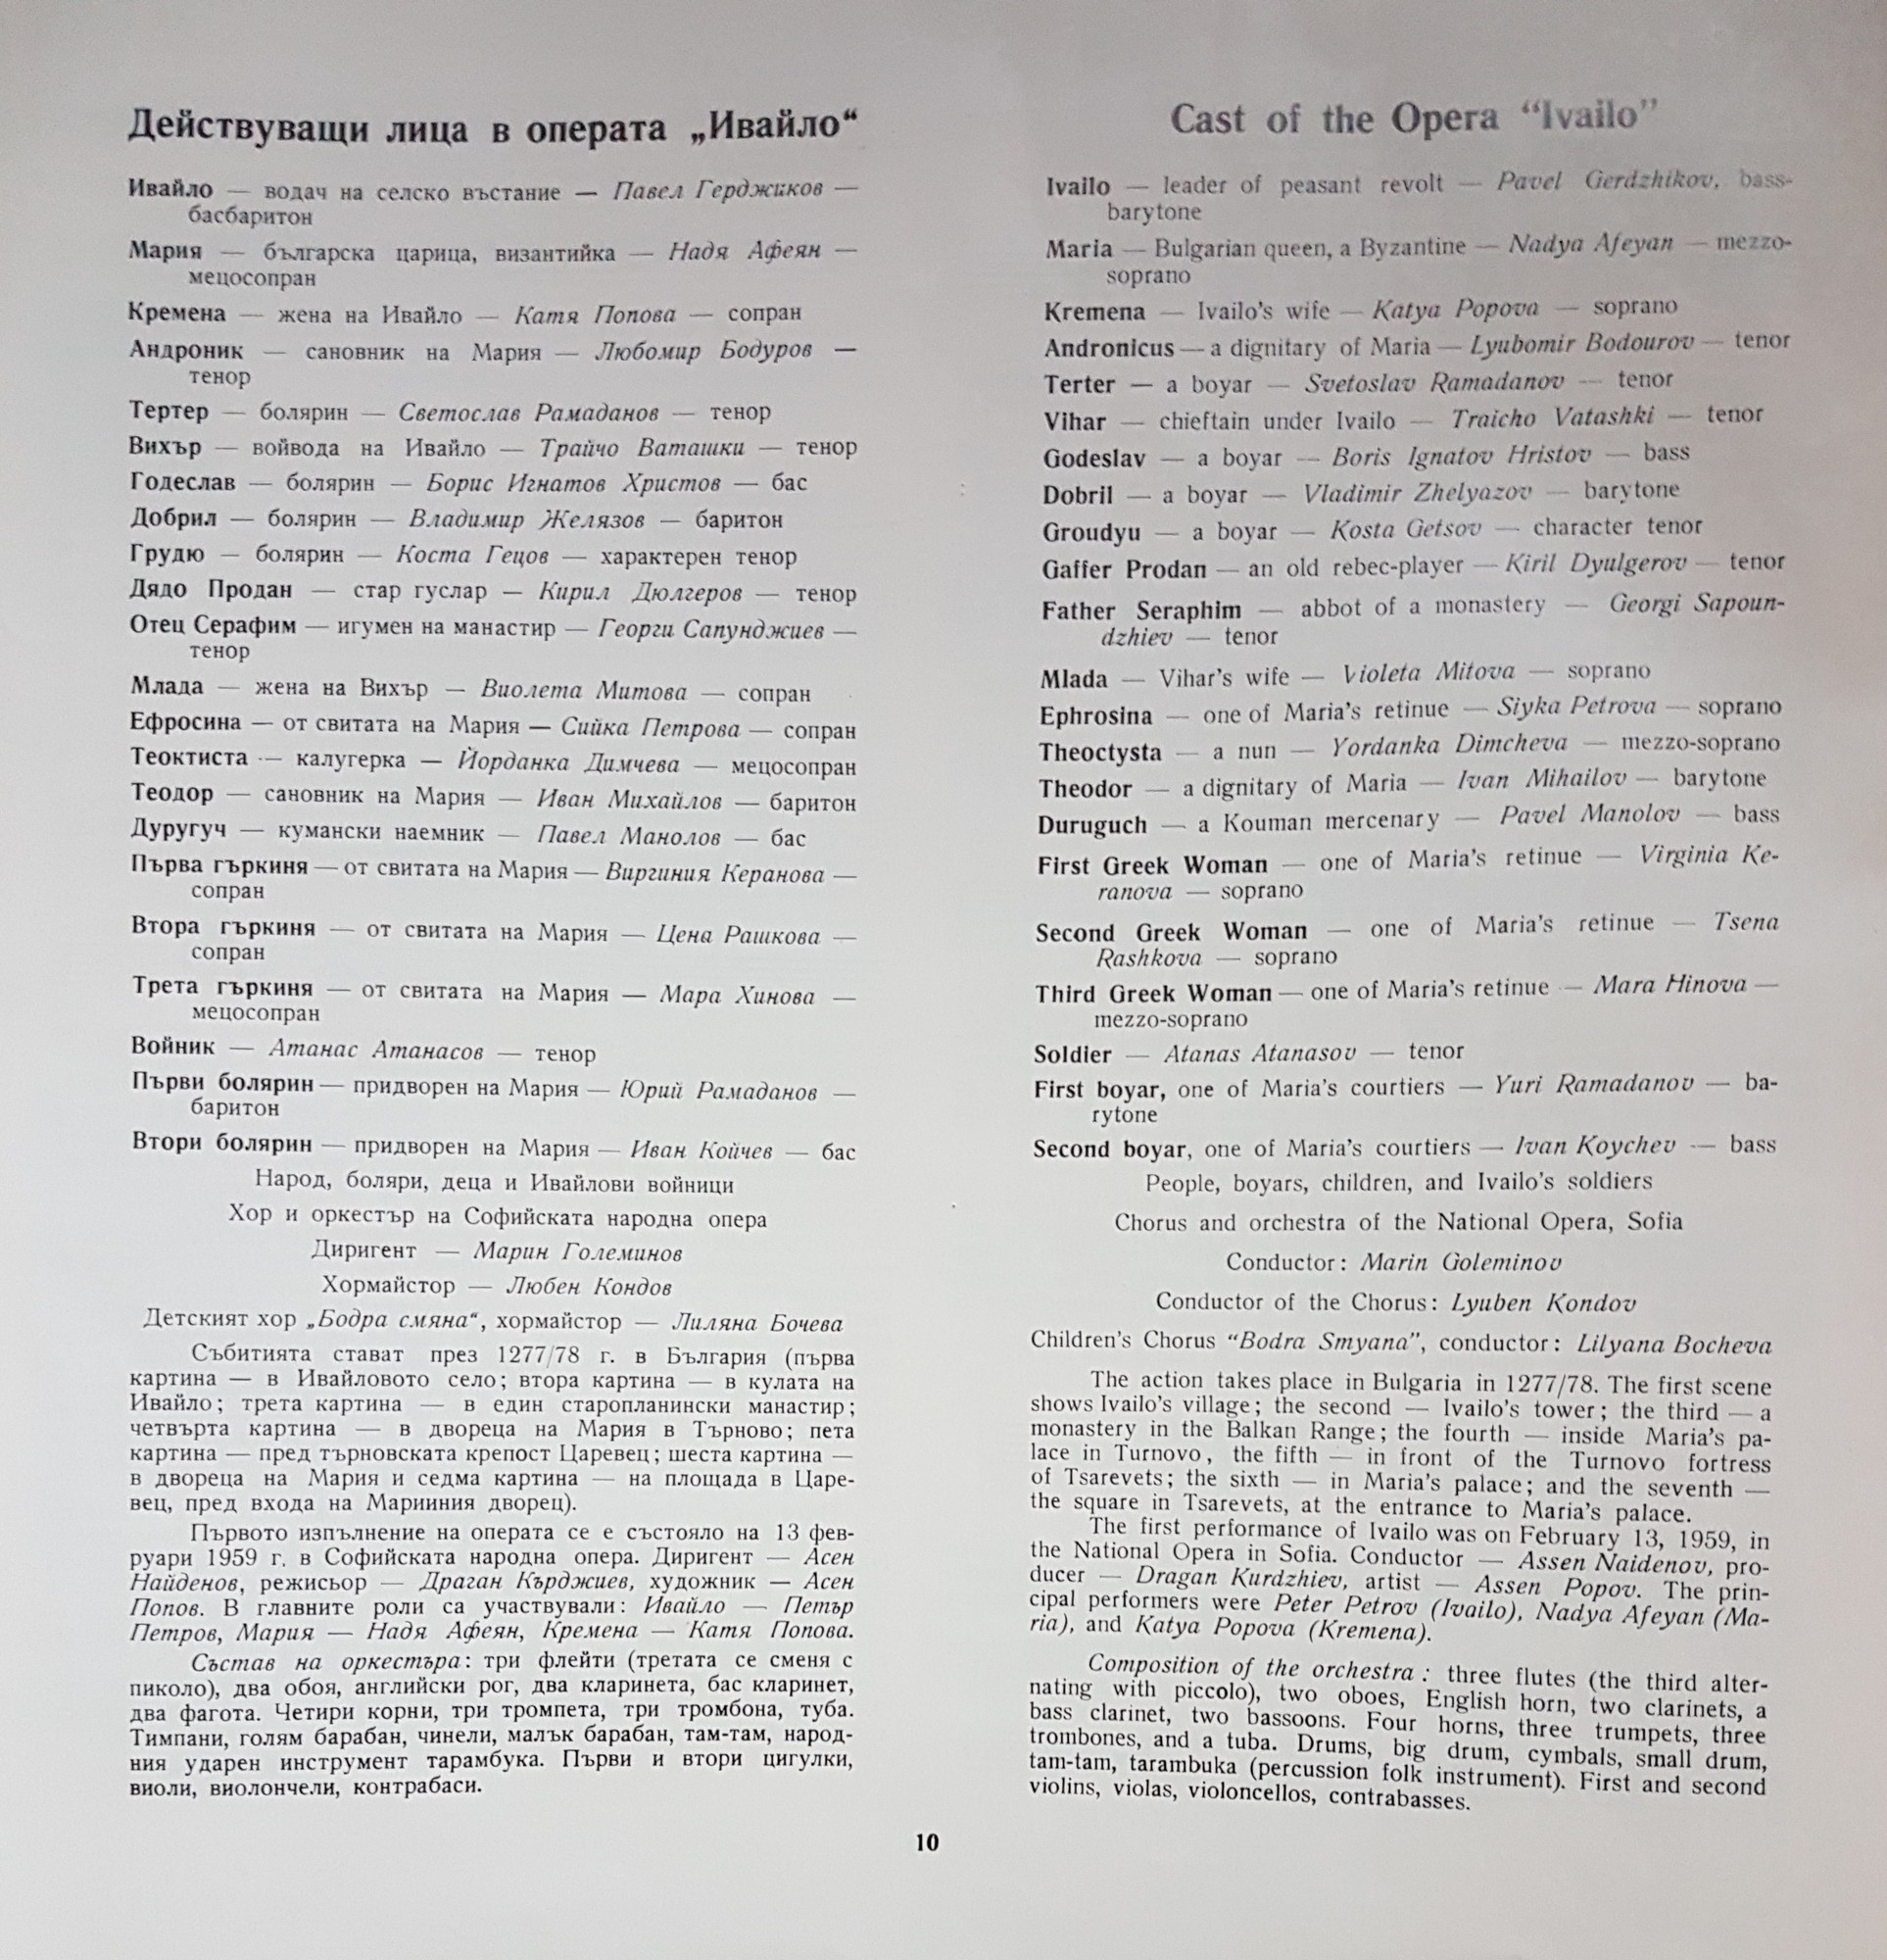 Действуващи лица в операта „Ивайло“
Ивайло — водач на селско въстание — Павел Герджиков —
басбаритон
Мария — българска царица, византийка — Надя Афеян —
мецосопран
Кремена — жена на Ивайло — Катя Попова — сопран
Андроник — сановник на Мария — Любомир Бодуров —
тенор
Тертер — болярин — Светослав Рамаданов — тенор
Вихър — войвода на Ивайло — Трайчо Ваташки — тенор
Годеслав — болярин — Борис Игнатов Христов — бас
Добрил — болярин — Владимир Желязов — баритон
Грудю — болярин — Коста Гецов — характерен тенор
Дядо Продан — стар гуслар — Кирил Дюлгеров — тенор
Отец Серафим — игумен на манастир — Георги Сапунджиев —
тенор
Млада — жена на Вихър — Виолета Митова — сопран
Ефросина — от свитата на Мария — Сийка Петрова — сопран
Теоктиста — калугерка — Йорданка Димчева — мецосопран
Теодор — сановник на Мария — Иван Михайлов — баритон
Дуругуч — кумански наемник — Павел Манолов — бас
Първа гъркиня — от свитата на Мария — Виргиния Керанова —
сопран
Втора гъркиня — от свитата на Мария — Цена Рашкова —
сопран
Трета гъркиня — от свитата на Мария — Мара Хинова —
мецосопран
Войник — Атанас Атанасов — тенор
Първи болярин — придворен на Мария — Юрий Рамаданов —
баритон
Втори болярин — придворен на Мария — Иван Койчев — бас
Народ, боляри, деца и Ивайлови войници
Хор и оркестър на Софийската народна опера
Диригент — Марин Големинов
Хормайстор — Любен Кондов
Детският хор „Бодра смяна“, хормайстор — Лиляна Бочева
Събитията стават през 1277/78 г. в България (първа
картина — в Ивайловото село; втора картина — в кулата на
Ивайло; трета картина — в един старопланински манастир;
четвърта картина — в двореца на Мария в Търново; пета
картина — пред търновската крепост Царевец; шеста картина —
в двореца на Мария и седма картина — на площада в Царе-
вец, пред входа на Марииния дворец).
Първото изпълнение на операта се е състояло на 13 фев-
руари 1959 г. в Софийската народна опера. Диригент — Асен
Найденов, режисьор — Драган Кърджиев, художник — Асен
Попов. В главните роли са участвували: Ивайло — Петър
Петров, Мария — Надя Афеян, Кремена — Катя Попова.
Състав на оркестъра: три флейти (третата се сменя с
пиколо), два обоя, английски рог, два кларинета, бас кларинет,
два фагота. Четири корни, три тромпета, три тромбона, туба.
Тимпани, голям барабан, чинели, малък барабан, там-там, народ-
ния ударен инструмент тарамбука. Първи и втори цигулки,
виоли, виолончели, контрабаси.
Cast of the Opera “Ivailo”
Ivailo — leader of peasant revolt — Pavel Gerdzhikov, bass-
barytone
Maria — Bulgarian queen, a Byzantine — Nadya Afeyan — mezzo-
soprano
Kremena — Ivailo's wife — Katya Popova — soprano
Andronicus — a dignitary of Maria — Lyubomir Bodourov — tenor
Terter — a boyar — Svetoslav Ramadanov — tenor
Vihar — chieftain under Ivailo — Traicho Vatashki — tenor
Godeslav — a boyar — Boris Ignatov Hristov — bass
Dobril — a boyar — Vladimir Zhelyazov — barytone
Groudyu — a boyar — Kosta Getsov — character tenor
Gaffer Prodan — an old rebec-player — Kiril Dyulgerov — tenor
Father Seraphim — abbot of a monastery — Georgi Sapoun-
dzhiev — tenor
Mlada — Vihar's wife — Violeta Mitova — soprano
Ephrosina — one of Maria's retinue — Siyka Petrova — soprano
Theoctysta — a nun — Yordanka Dimcheva — mezzo-soprano
Theodor — a dignitary of Maria — Ivan Mihailov — barytone
Duruguch — a Kouman mercenary — Pavel Manolov — bass
First Greek Woman — one of Maria's retinue — Virginia Ke-
ranova — soprano
Second Greek Woman — one of Maria's retinue — Tsena
Rashkova — soprano
Third Greek Woman — one of Maria's retinue — Mara Hinova —
mezzo-soprano
Soldier — Atanas Atanasov — tenor
First boyar, one of Maria's courtiers — Yuri Ramadanov — ba-
rytone
Second boyar, one of Maria's courtiers — Ivan Koychev — bass
People, boyars, children, and Ivailo's soldiers
Chorus and orchestra of the National Opera, Sofia
Conductor: Marin Goleminov
Conductor of the Chorus: Lyuben Kondov
Children's Chorus “Bodra Smyana”, conductor: Lilyana Bocheva
The action takes place in Bulgaria in 1277/78. The first scene
shows Ivailo's village; the second — Ivailo's tower; the third — a
monastery in the Balkan Range; the fourth — inside Maria's pa-
lace in Turnovo, the fifth — in front of the Turnovo fortress
of Tsarevets; the sixth — in Maria's palace; and the seventh —
the square in Tsarevets, at the entrance to Maria's palace.
The first performance of Ivailo was on February 13, 1959, in
the National Opera in Sofia. Conductor — Assen Naidenov, pro-
ducer — Dragan Kurdzhiev, artist — Assen Popov. The prin-
cipal performers were Peter Petrov (Ivailo), Nadya Afeyan (Ma-
ria), and Katya Popova (Kremena).
Composition of the orchestra: three flutes (the third alter-
nating with piccolo), two oboes, English horn, two clarinets, a
bass clarinet, two bassoons. Four horns, three trumpets, three
trombones, and a tuba. Drums, big drum, cymbals, small drum,
tam-tam, tarambuka (percussion folk instrument). First and second
violins, violas, violoncellos, contrabasses.
10